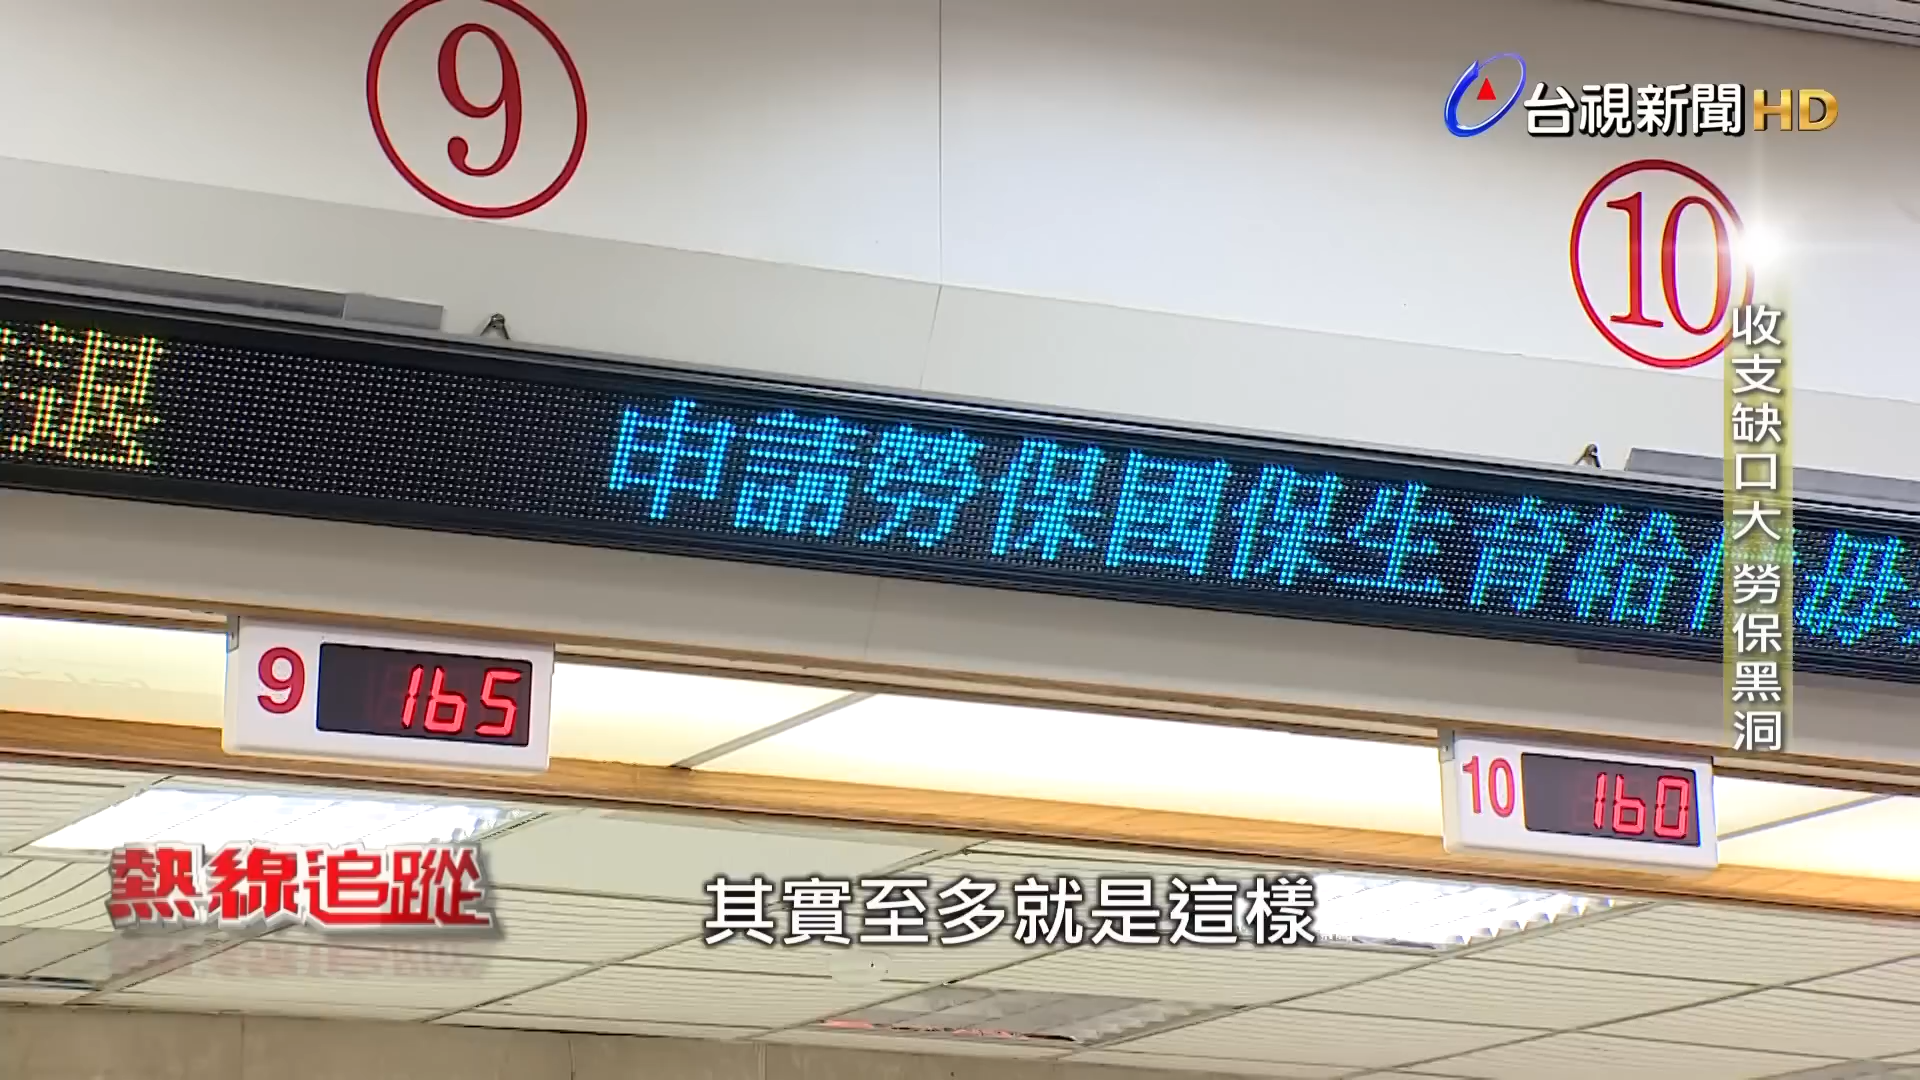 9
台視新聞HD
10
申請勞保團保生育給付毋
收支缺口大 勞保黑洞
9 165
10 160
熱線追蹤
其實至多就是這樣